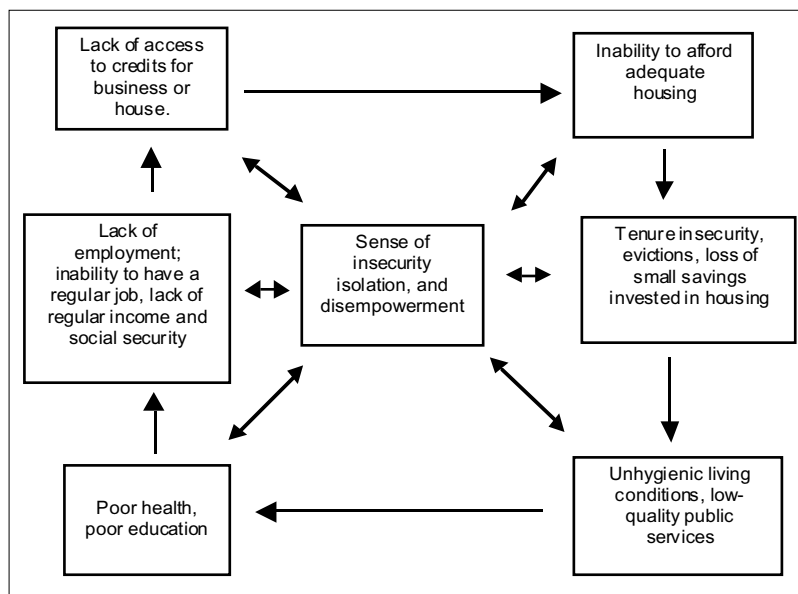 Lack of access
to credits for
business or
house.
Inability to afford
adequate
housing
Lack of
employment;
inability to have a
regular job, lack of
regular income and
social security
Sense of
insecurity
isolation, and
disempowerment
Tenure insecurity,
evictions, loss of
small savings
invested in housing
Poor health,
poor education
Unhygienic living
conditions, low-
quality public
services